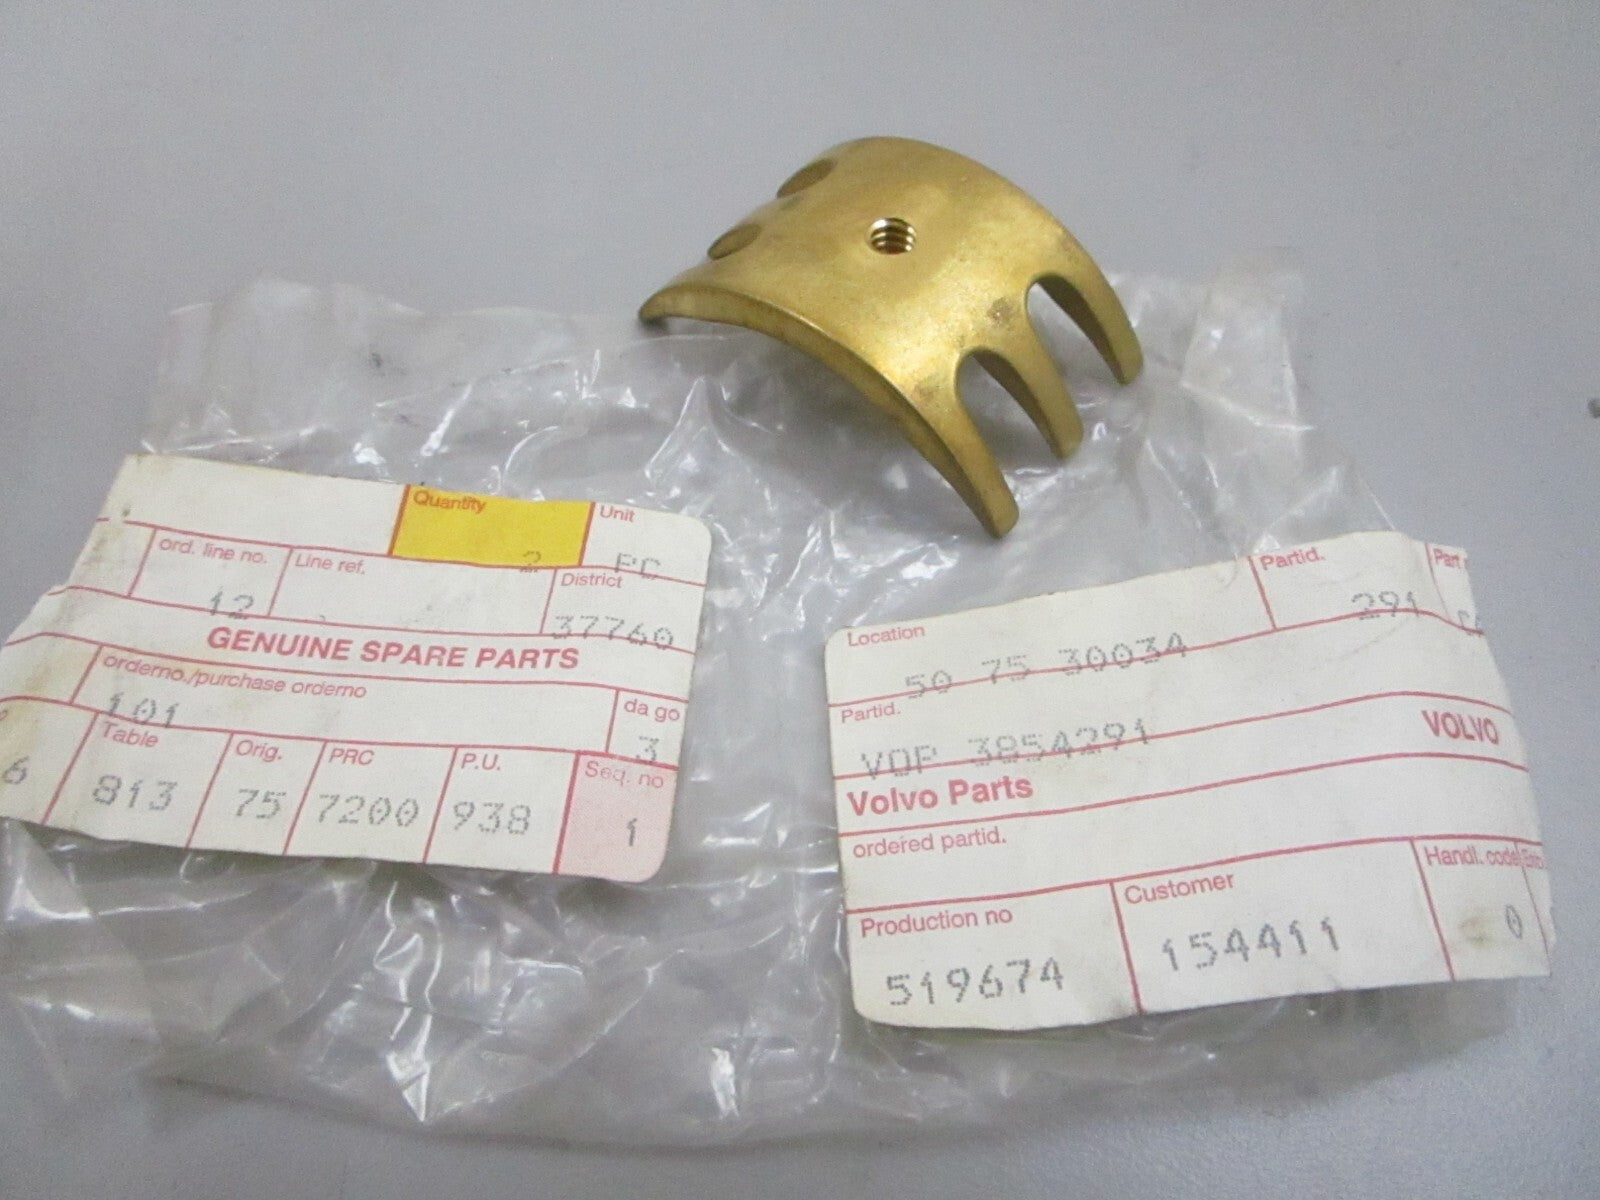 Quantity Unit
2 PC
ord. line no. Line ref. District
12 37760
GENUINE SPARE PARTS
orderno./purchase orderno da go
101 3
Table Orig. PRC P.U. Seq. no
6 813 75 7200 938 1
Location Partid.
50 75 30034 291
Partid.
VOP 3854291 VOLVO
Volvo Parts
ordered partid.
Production no Customer Handl. code
519674 154411 0